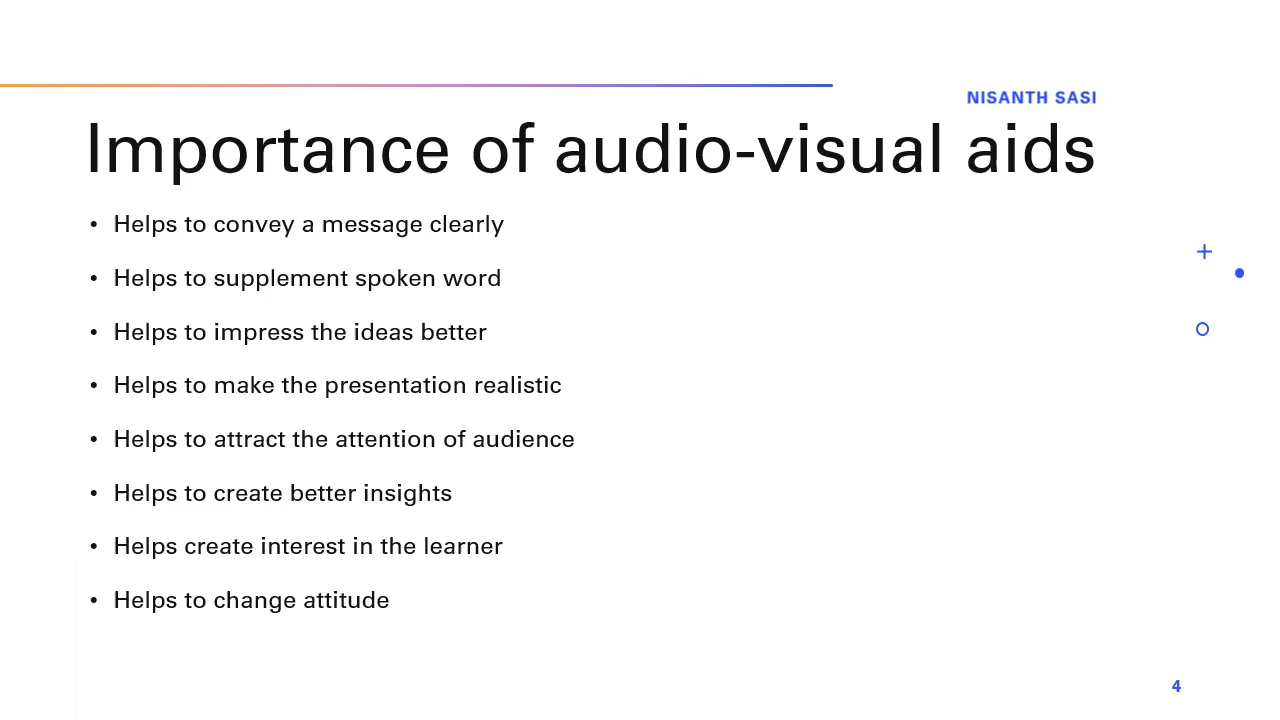 NISANTH SASI
Importance of audio-visual aids
• Helps to convey a message clearly
• Helps to supplement spoken word
• Helps to impress the ideas better
• Helps to make the presentation realistic
• Helps to attract the attention of audience
• Helps to create better insights
• Helps create interest in the learner
• Helps to change attitude
4